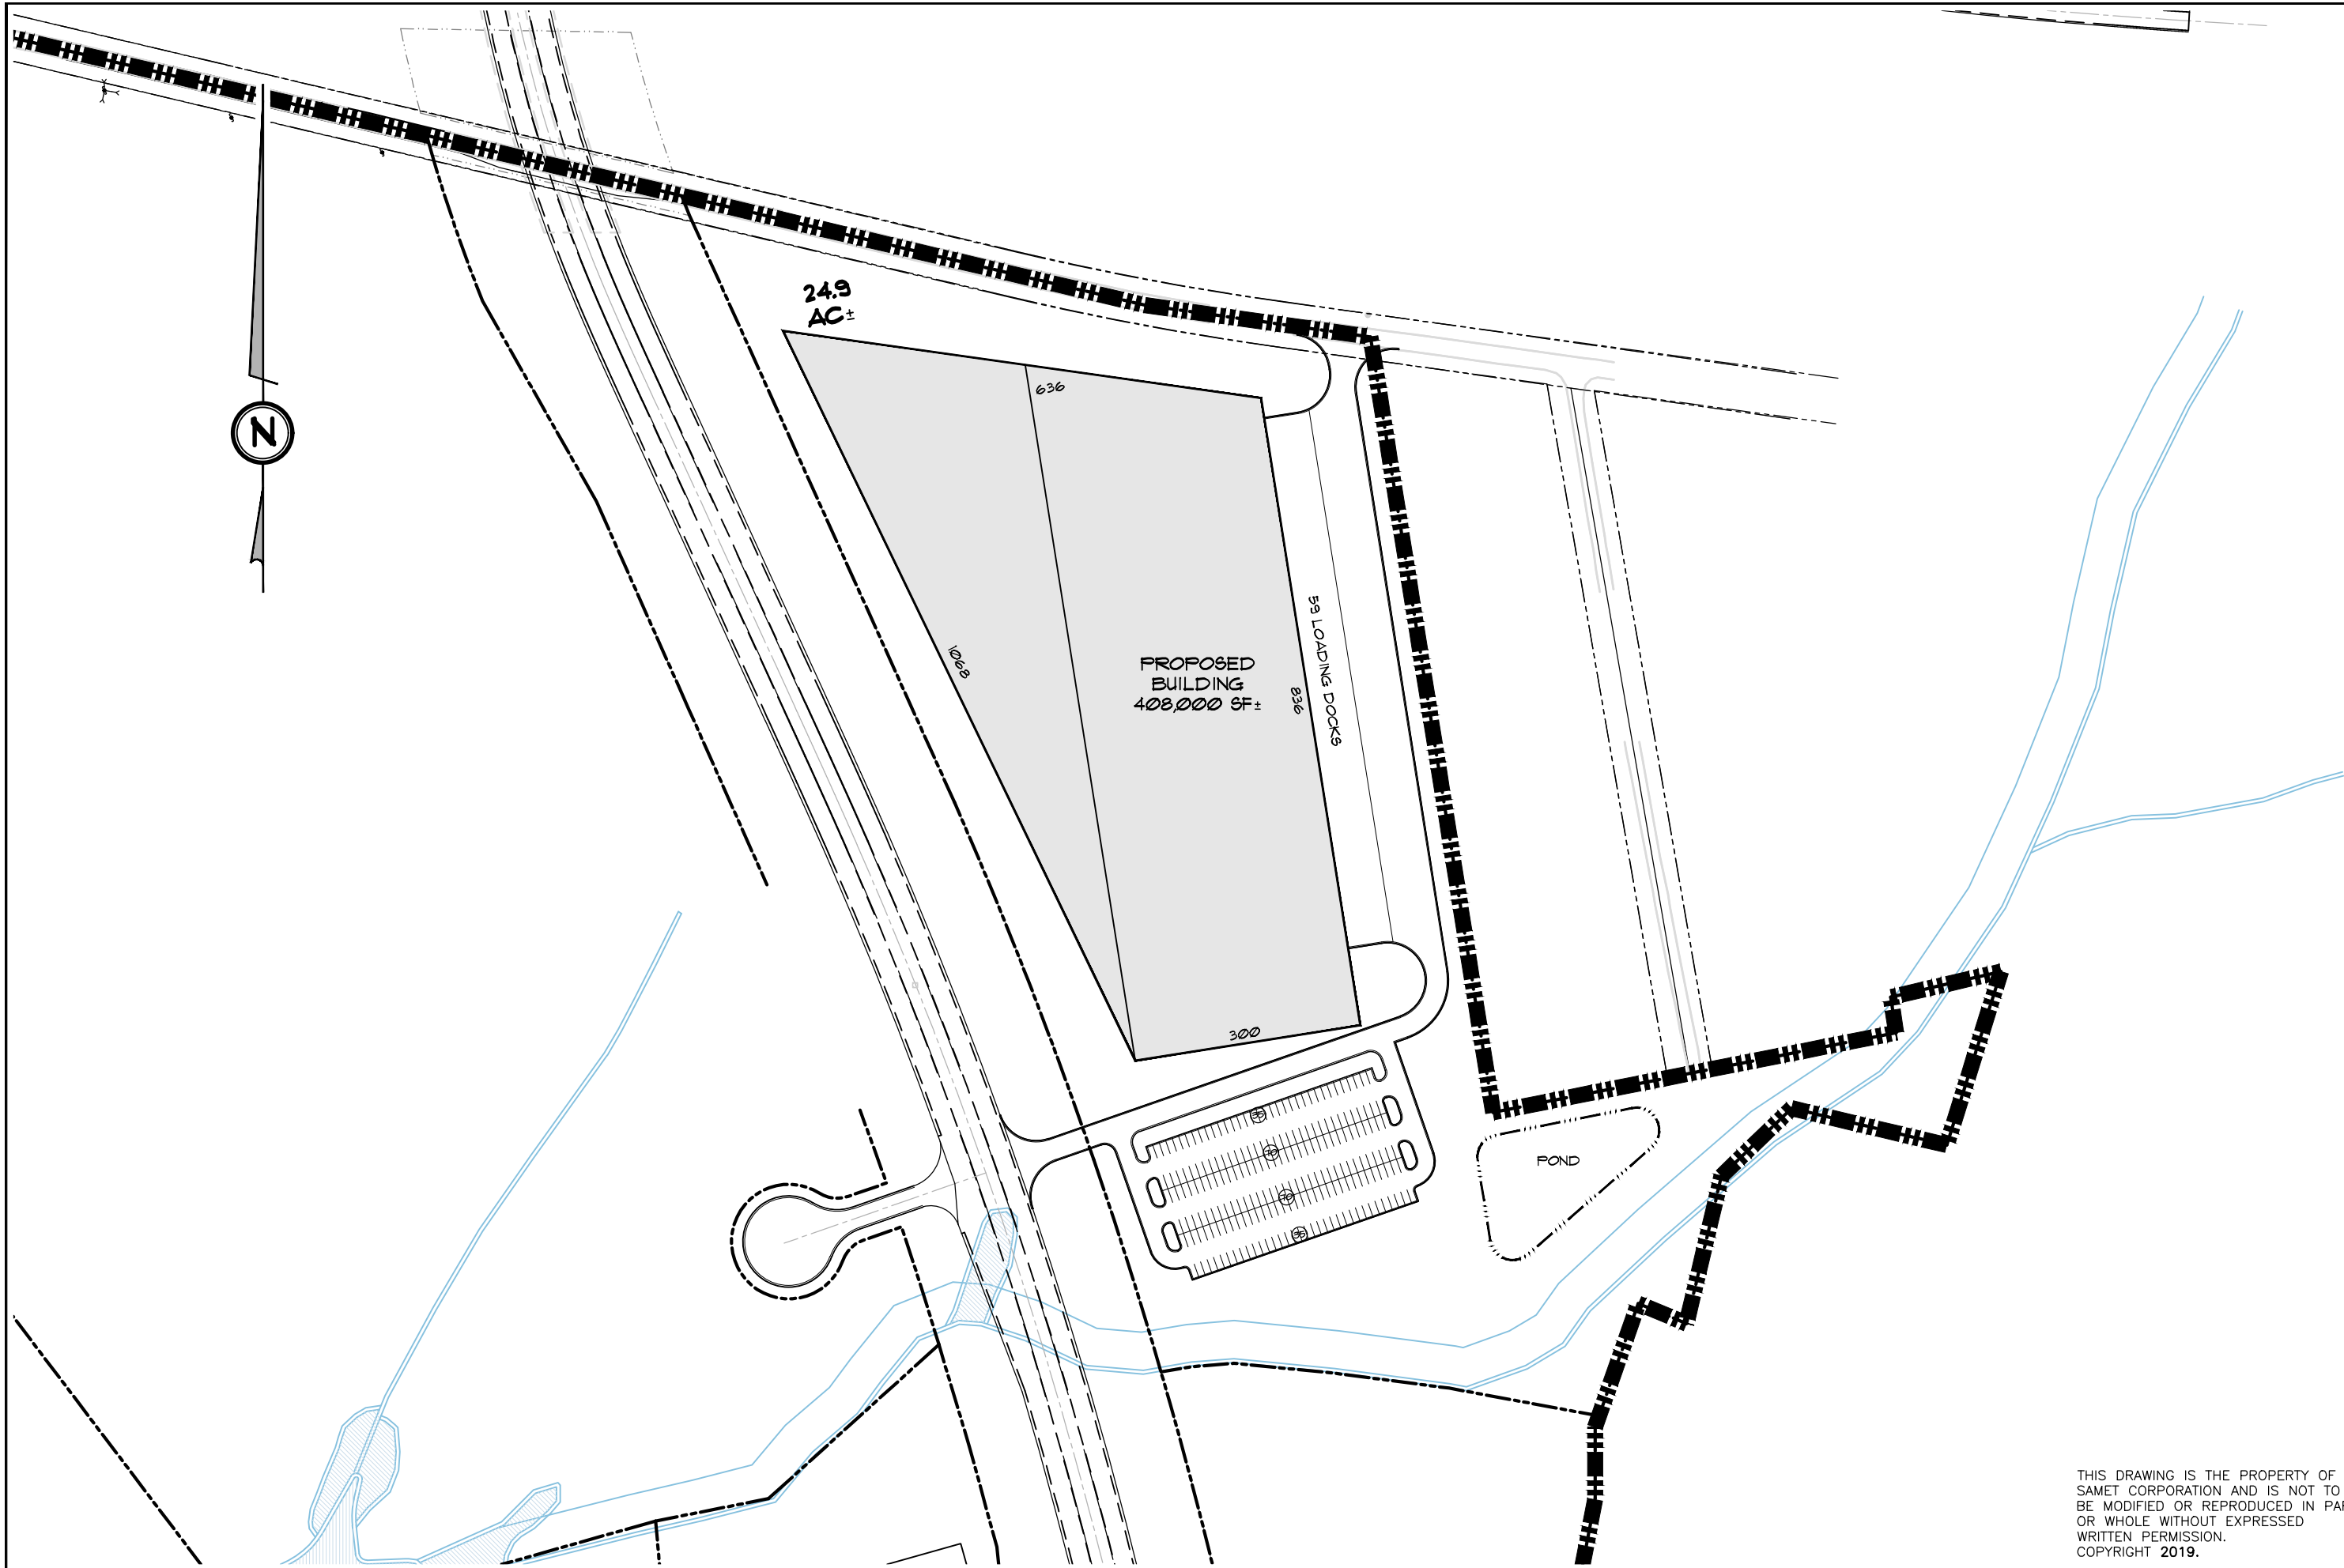 24.9
AC±
N
636
59 LOADING DOCKS
1068
PROPOSED
BUILDING
408,000 SF±
836
300
70
70
POND
THIS DRAWING IS THE PROPERTY OF
SAMET CORPORATION AND IS NOT TO
BE MODIFIED OR REPRODUCED IN PAR
OR WHOLE WITHOUT EXPRESSED
WRITTEN PERMISSION.
COPYRIGHT 2019.